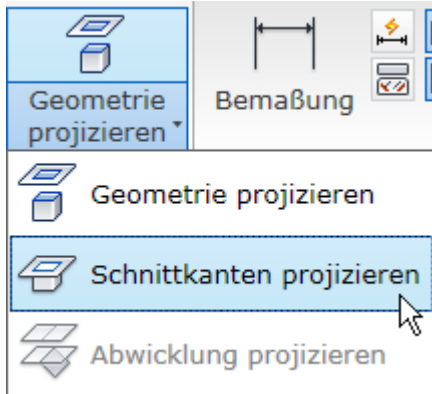 Geometrie
projizieren
Bemaßung
Geometrie projizieren
Schnittkanten projizieren
Abwicklung projizieren